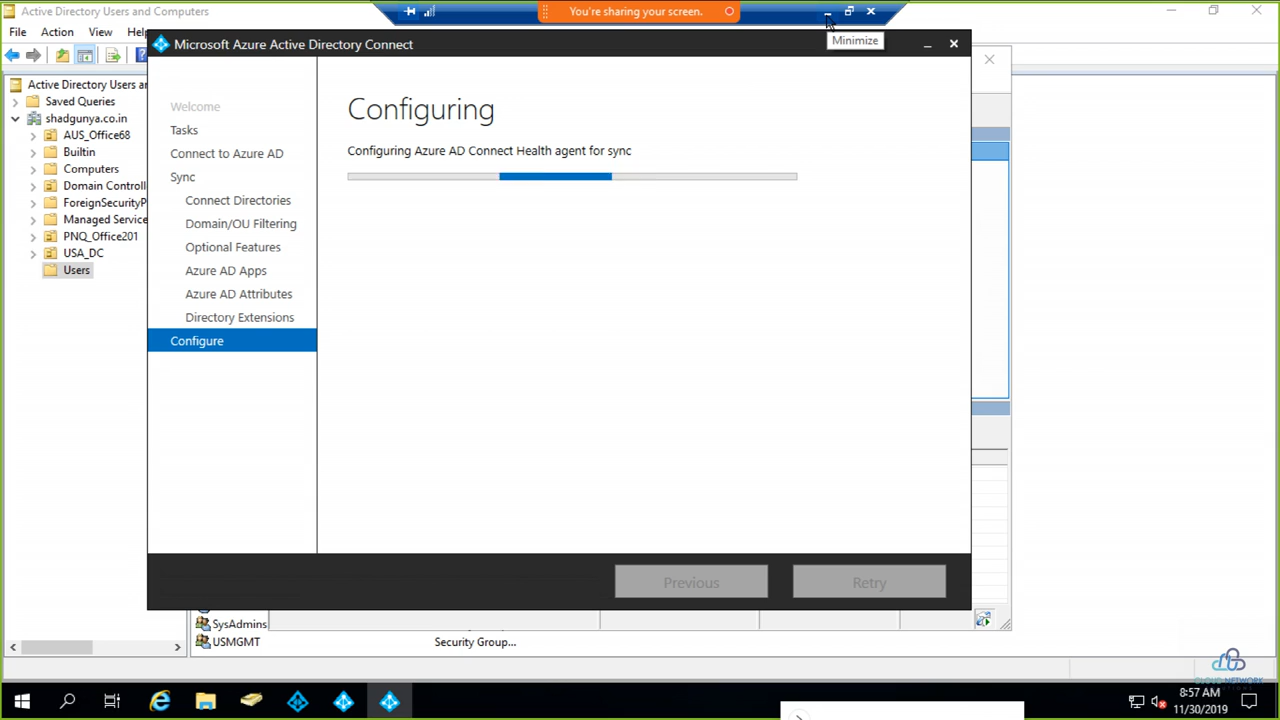 Active Directory Users and Computers
You're sharing your screen.
File Action View Help
Minimize
Microsoft Azure Active Directory Connect
Active Directory Users an
Saved Queries
shadgunya.co.in
AUS_Office68
Builtin
Computers
Domain Controll
ForeignSecurityP
Managed Service
PNQ_Office201
USA_DC
Users
Welcome
Tasks
Connect to Azure AD
Sync
Connect Directories
Domain/OU Filtering
Optional Features
Azure AD Apps
Azure AD Attributes
Directory Extensions
Configure
Configuring
Configuring Azure AD Connect Health agent for sync
Previous
Retry
SysAdmins
USMGMT Security Group...
8:57 AM
11/30/2019